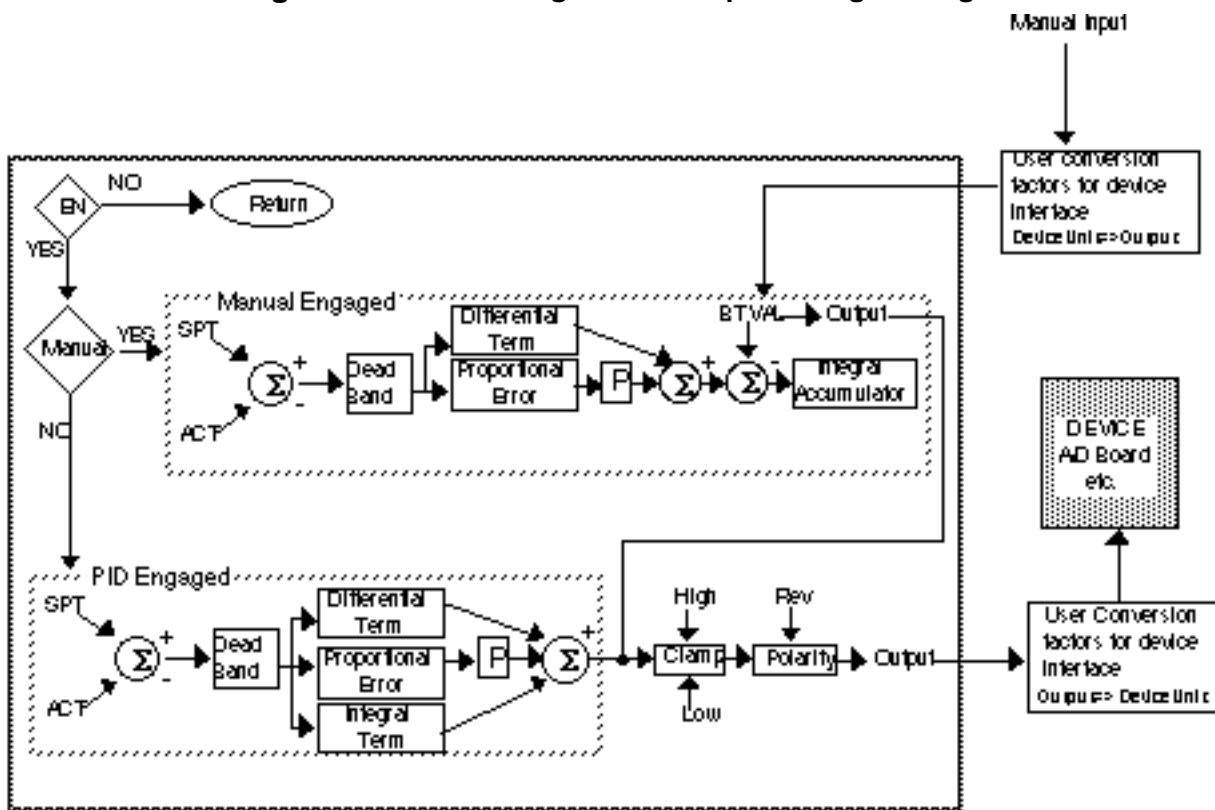 Manual Input
User conversion
factors for device
Interface
Device Units=>Output
EN
NO
Return
YES
Manual
YES
NO
Manual Engaged
SPT
ACT
Σ
+
-
Dead
Band
Differential
Term
Proportional
Error
P
Σ
+
BTVAL
Output
Σ
-
Integral
Accumulator
DEVICE
A/D Board
etc.
PID Engaged
SPT
ACT
Σ
+
-
Dead
Band
Differential
Term
Proportional
Error
Integral
Term
P
Σ
+
High
Clamp
Low
Rev
Polarity
Output
User Conversion
factors for device
Interface
Output=> Device Units